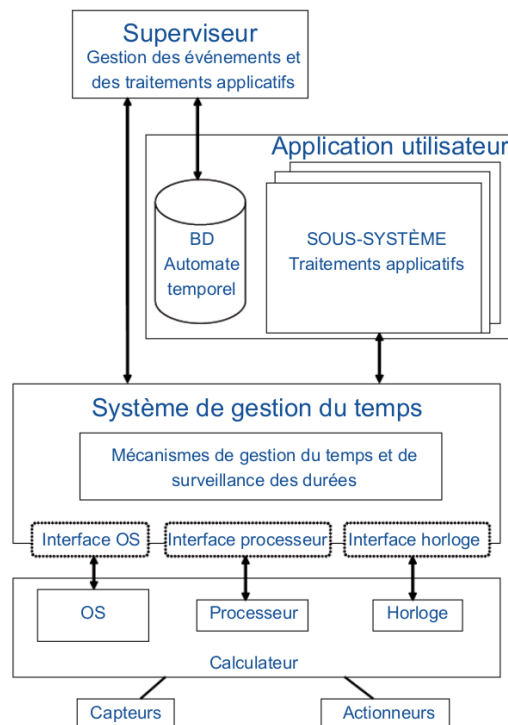 Superviseur
Gestion des événements et
des traitements applicatifs
Application utilisateur
BD
Automate
temporel
SOUS-SYSTÈME
Traitements applicatifs
Système de gestion du temps
Mécanismes de gestion du temps et de
surveillance des durées
Interface OS
Interface processeur
Interface horloge
OS
Processeur
Horloge
Calculateur
Capteurs
Actionneurs